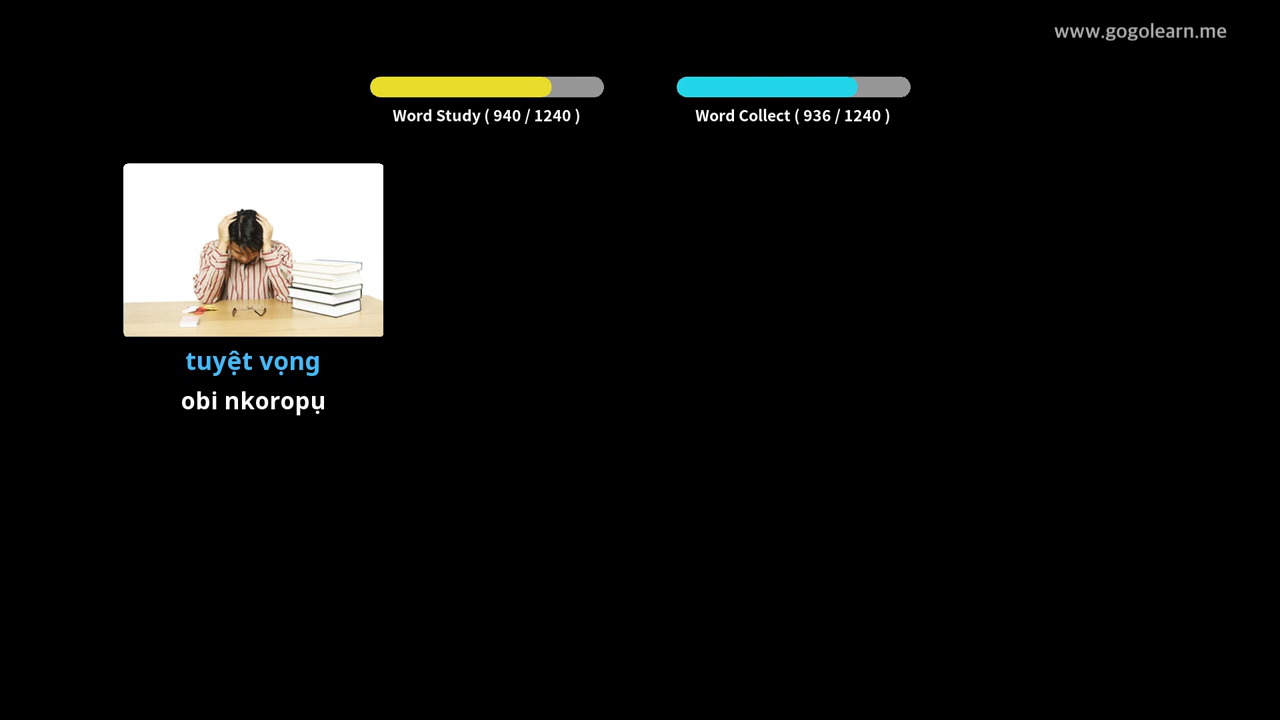 www.gogolearn.me
Word Study ( 940 / 1240 )
Word Collect ( 936 / 1240 )
tuyệt vọng
obi nkoropụ